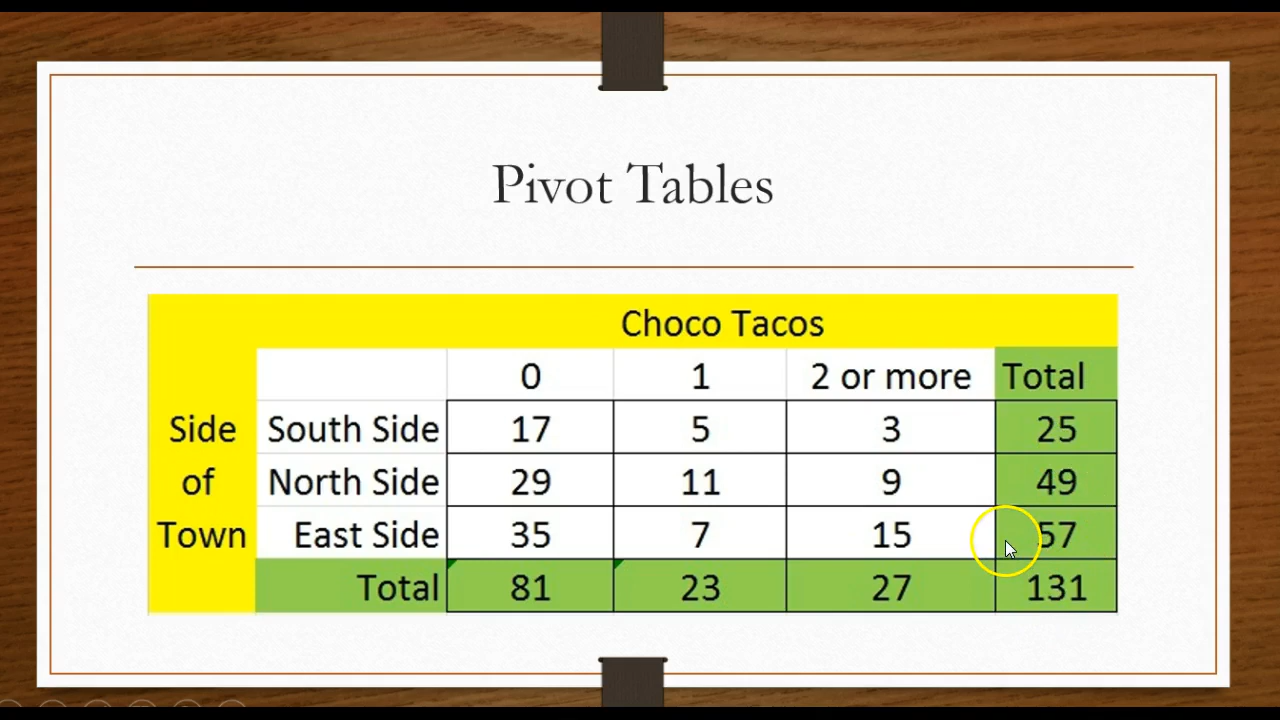 Pivot Tables
Choco Tacos
0 1 2 or more Total
Side South Side 17 5 3 25
of North Side 29 11 9 49
Town East Side 35 7 15 57
Total 81 23 27 131